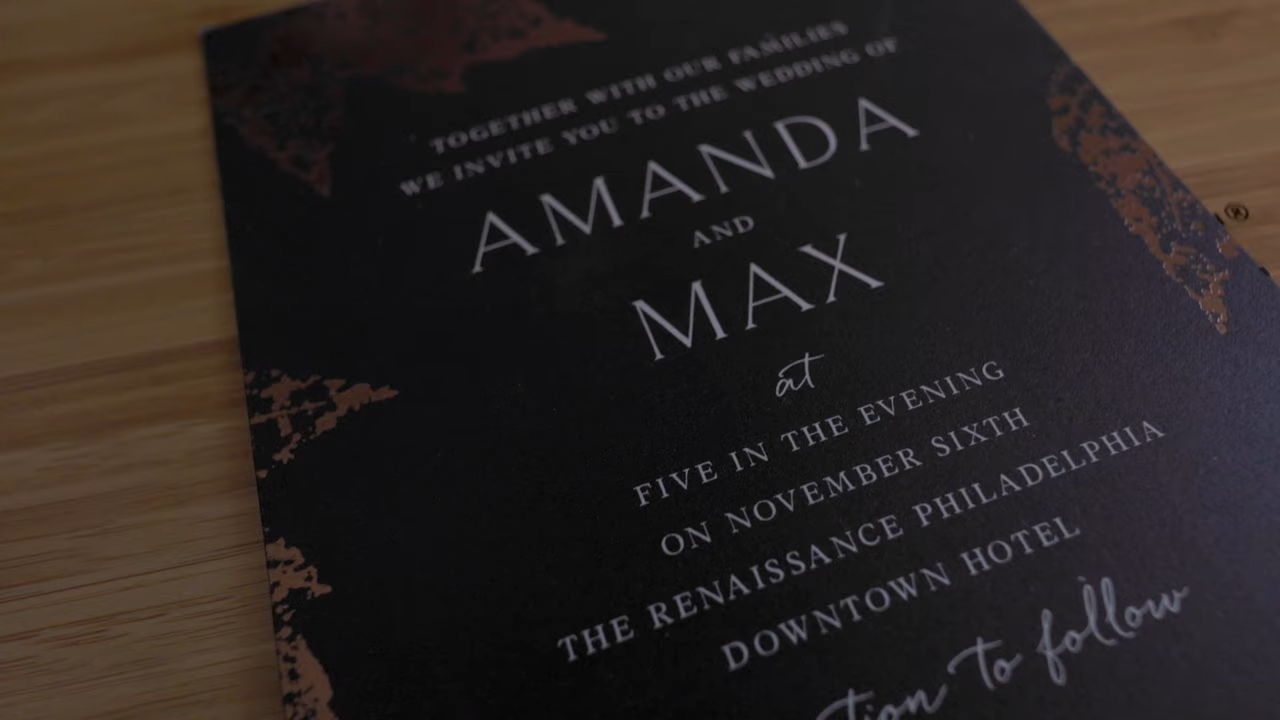 TOGETHER WITH OUR FAMILIES
WE INVITE YOU TO THE WEDDING OF
AMANDA
AND
MAX
at
FIVE IN THE EVENING
ON NOVEMBER SIXTH
THE RENAISSANCE PHILADELPHIA
DOWNTOWN HOTEL
to follow
®